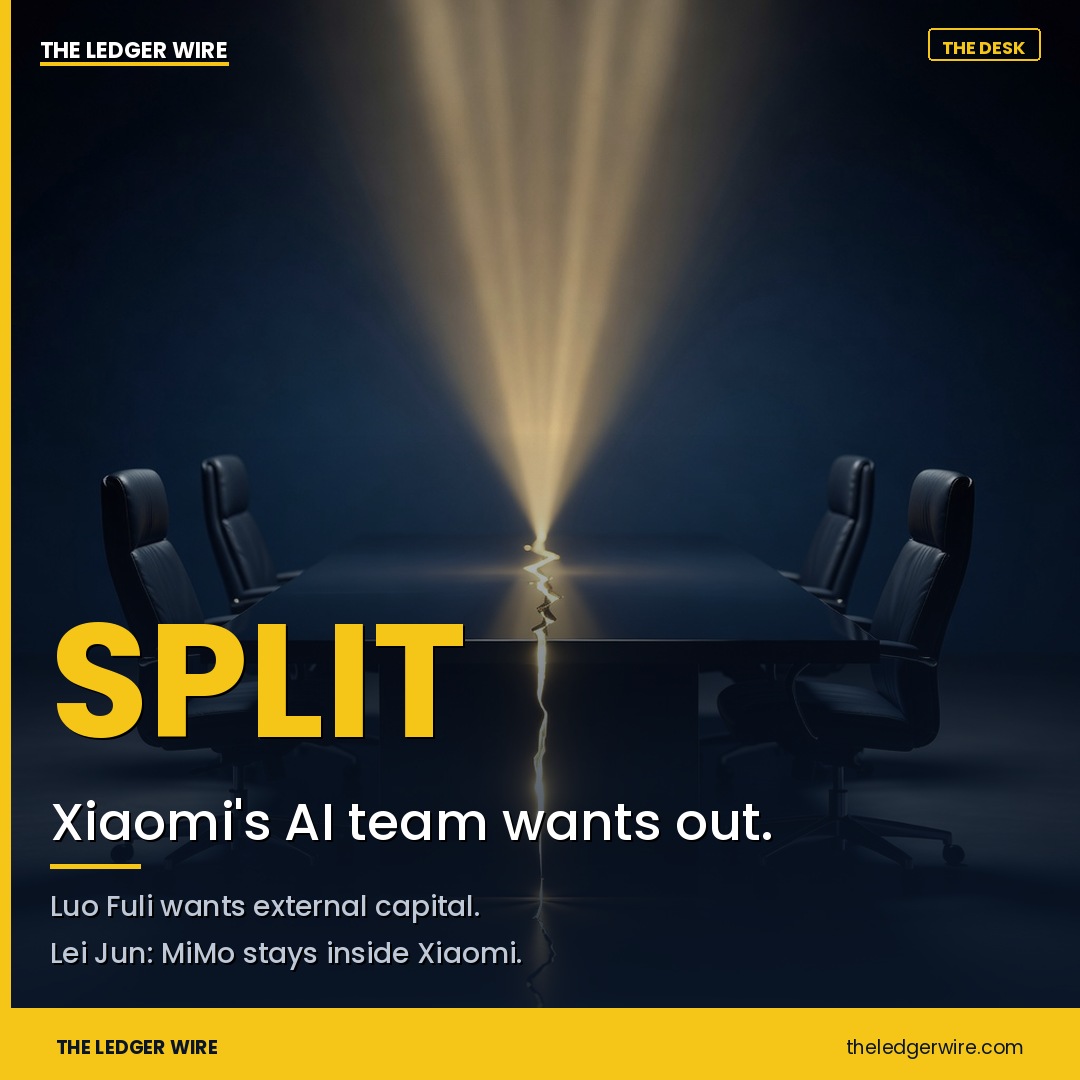 THE LEDGER WIRE
THE DESK
SPLIT
Xiaomi's AI team wants out.
Luo Fuli wants external capital.
Lei Jun: MiMo stays inside Xiaomi.
THE LEDGER WIRE
theledgerwire.com